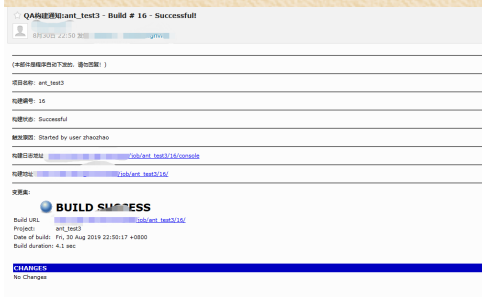 QA构建通知:ant_test3 - Build # 16 - Successful!
8月30日 22:50 发给
(本邮件是程序自动下发的，请勿回复！)
项目名称：ant_test3
构建编号：16
构建状态：Successful
触发原因：Started by user zhaozhao
构建日志地址：/job/ant_test3/16/console
构建地址：/job/ant_test3/16/
变更集:
BUILD SUCCESS
Build URL /job/ant_test3/16/
Project: ant_test3
Date of build: Fri, 30 Aug 2019 22:50:17 +0800
Build duration: 4.1 sec
CHANGES
No Changes